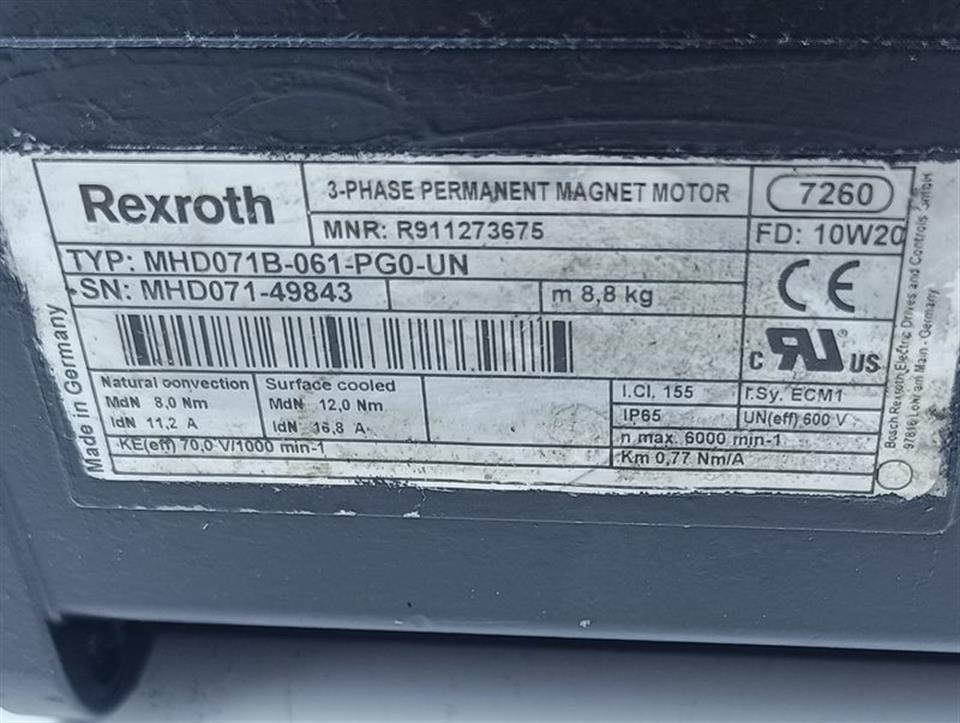 Rexroth
3-PHASE PERMANENT MAGNET MOTOR
7260
MNR: R911273675
FD: 10W20
TYP: MHD071B-061-PG0-UN
SN: MHD071-49843
m 8,8 kg
CE
C RU ® US
Natural convection
MdN 8,0 Nm
IdN 11,2 A
Surface cooled
MdN 12,0 Nm
IdN 16,8 A
KE(eff) 70,0 V/1000 min-1
I.Cl. 155
I.Sy. ECM1
IP65
UN(eff) 600 V
n max. 6000 min-1
Km 0,77 Nm/A
Made in Germany
Bosch Rexroth Electric Drives and Controls GmbH
97816 Lohr am Main - Germany